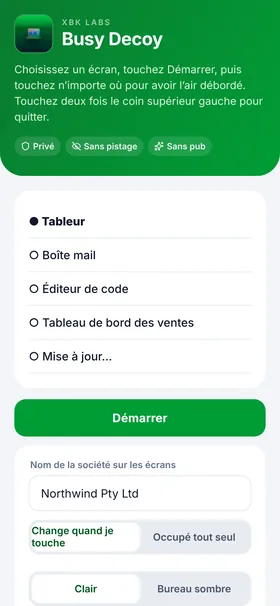 XBK LABS
Busy Decoy
Choisissez un écran, touchez Démarrer, puis
touchez n'importe où pour avoir l'air débordé.
Touchez deux fois le coin supérieur gauche pour
quitter.
Privé
Sans pistage
Sans pub
Tableur
Boîte mail
Éditeur de code
Tableau de bord des ventes
Mise à jour...
Démarrer
Nom de la société sur les écrans
Northwind Pty Ltd
Change quand je
touche
Occupé tout seul
Clair
Bureau sombre